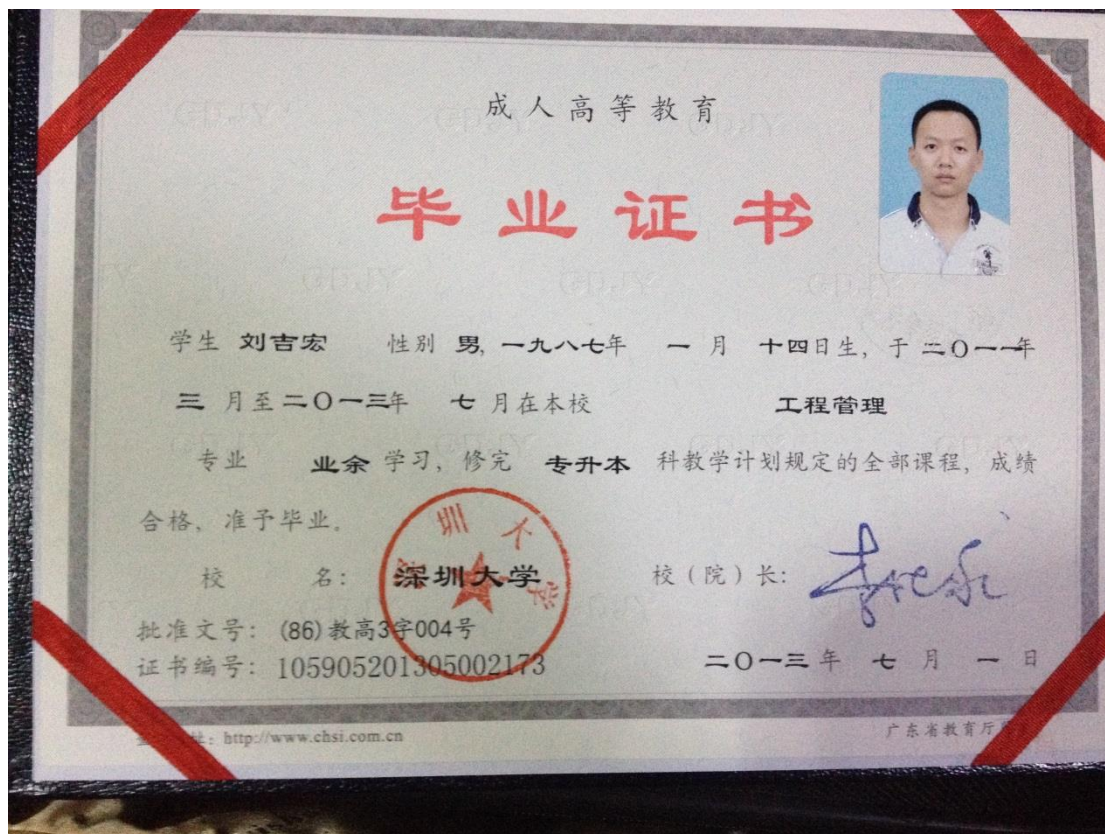 成人高等教育
毕业证书
学生 刘吉宏 性别 男, 一九八七年 一 月 十四日生, 于 二〇一一年
三 月至二〇一三年 七 月在本校 工程管理
专业 业余 学习, 修完 专升本 科教学计划规定的全部课程, 成绩
合格, 准予毕业。
校 名: 深圳大学 校(院)长:
批准文号: (86)教高3字004号
证书编号: 105905201305002173 二〇一三年 七 月 一 日
址: http://www.chsi.com.cn 广东省教育厅